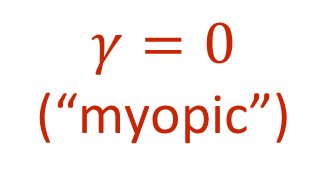 γ = 0
(“myopic”)